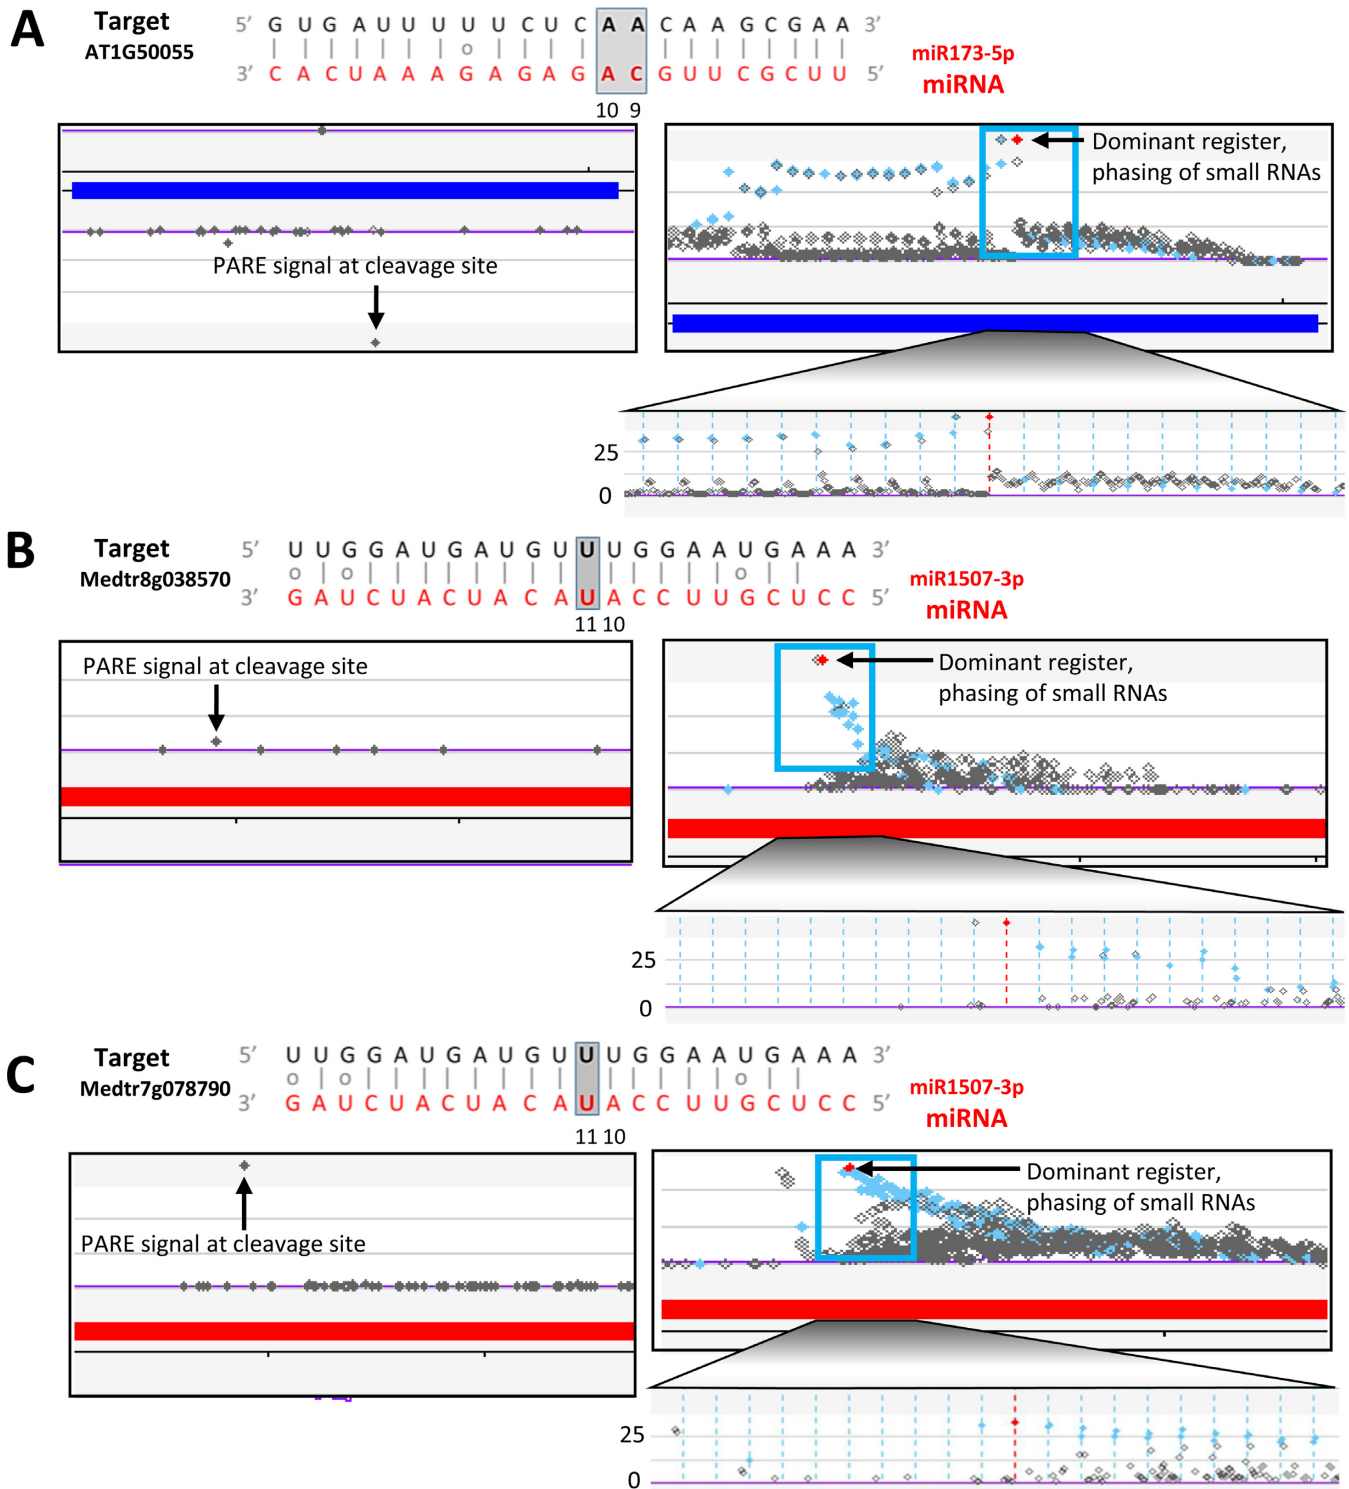 A
Target
AT1G50055
5′ G U G A U U U U U C U C A A C A A G C G A A 3′
o
3′ C A C U A A A G A G A G A C G U U C G C U U 5′
10 9
miR173-5p
miRNA
PARE signal at cleavage site
Dominant register,
phasing of small RNAs
25
0
B
Target
Medtr8g038570
5′ U U G G A U G A U G U U U G G A A U G A A A 3′
o o o
3′ G A U C U A C U A C A U A C C U U G C U C C 5′
11 10
miR1507-3p
miRNA
PARE signal at cleavage site
Dominant register,
phasing of small RNAs
25
0
C
Target
Medtr7g078790
5′ U U G G A U G A U G U U U G G A A U G A A A 3′
o o o
3′ G A U C U A C U A C A U A C C U U G C U C C 5′
11 10
miR1507-3p
miRNA
PARE signal at cleavage site
Dominant register,
phasing of small RNAs
25
0